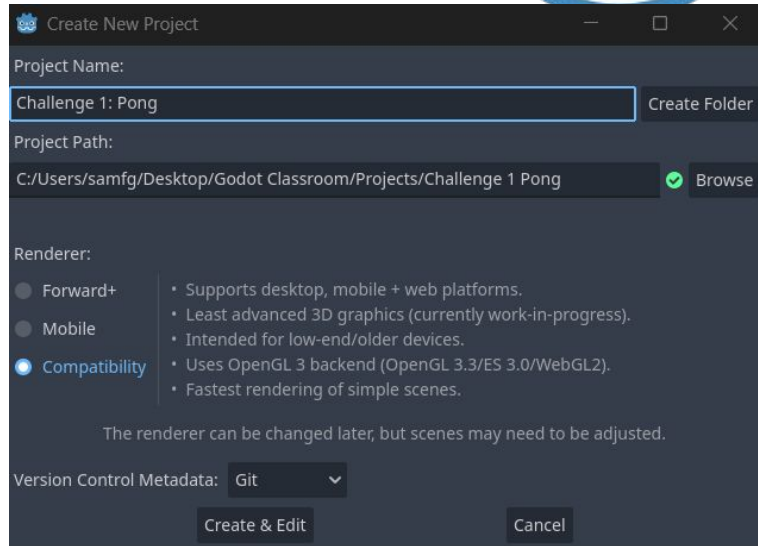 Create New Project
Project Name:
Challenge 1: Pong
Create Folder
Project Path:
C:/Users/samfg/Desktop/Godot Classroom/Projects/Challenge 1 Pong
Browse
Renderer:
Forward+
Mobile
Compatibility
• Supports desktop, mobile + web platforms.
• Least advanced 3D graphics (currently work-in-progress).
• Intended for low-end/older devices.
• Uses OpenGL 3 backend (OpenGL 3.3/ES 3.0/WebGL2).
• Fastest rendering of simple scenes.
The renderer can be changed later, but scenes may need to be adjusted.
Version Control Metadata: Git
Create & Edit
Cancel